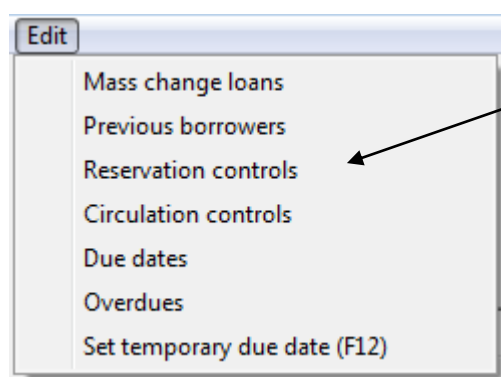 Edit
Mass change loans
Previous borrowers
Reservation controls
Circulation controls
Due dates
Overdues
Set temporary due date (F12)